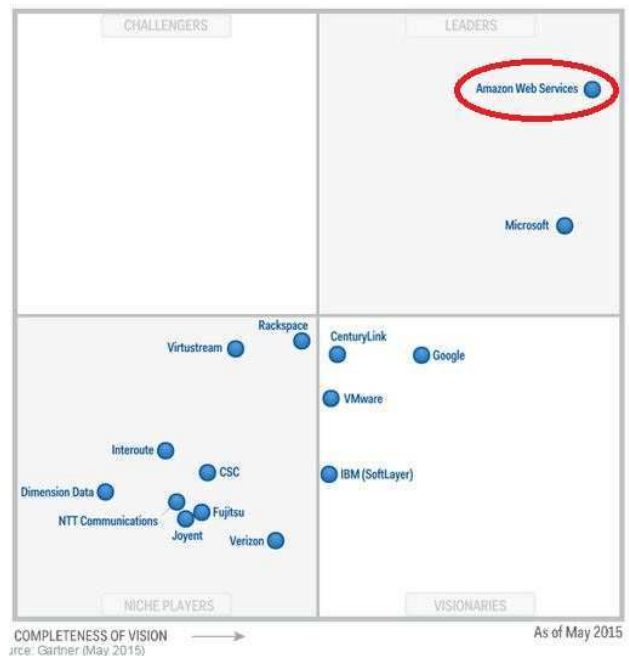 CHALLENGERS
LEADERS
Amazon Web Services
Microsoft
Rackspace
CenturyLink
Virtustream
Google
VMware
Interoute
CSC
IBM (SoftLayer)
Dimension Data
Fujitsu
NTT Communications
Joyent
Verizon
NICHE PLAYERS
VISIONARIES
COMPLETENESS OF VISION
As of May 2015
urce: Gartner (May 2015)